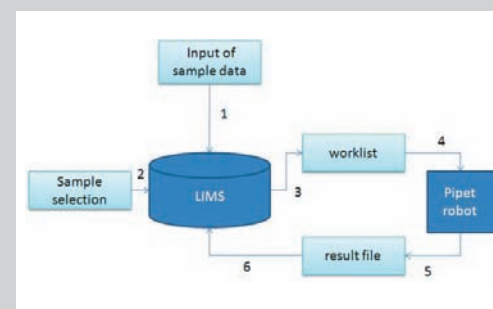 Input of
sample data
1
Sample
selection
2
LIMS
3
worklist
4
Pipet
robot
5
result file
6